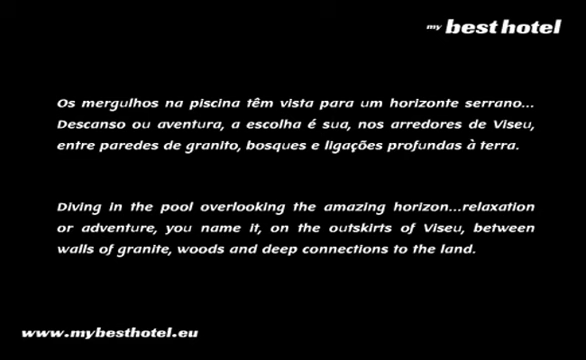 my best hotel
Os mergulhos na piscina têm vista para um horizonte serrano...
Descanso ou aventura, a escolha é sua, nos arredores de Viseu,
entre paredes de granito, bosques e ligações profundas à terra.
Diving in the pool overlooking the amazing horizon...relaxation
or adventure, you name it, on the outskirts of Viseu, between
walls of granite, woods and deep connections to the land.
www.mybesthotel.eu